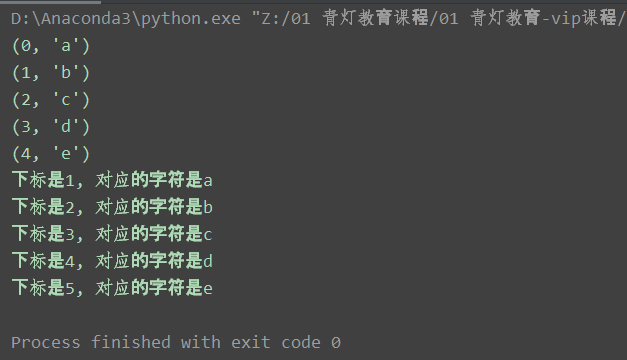 D:\Anaconda3\python.exe "Z:/01 青灯教育课程/01 青灯教育-vip课程/
(0, 'a')
(1, 'b')
(2, 'c')
(3, 'd')
(4, 'e')
下标是1, 对应的字符是a
下标是2, 对应的字符是b
下标是3, 对应的字符是c
下标是4, 对应的字符是d
下标是5, 对应的字符是e
Process finished with exit code 0